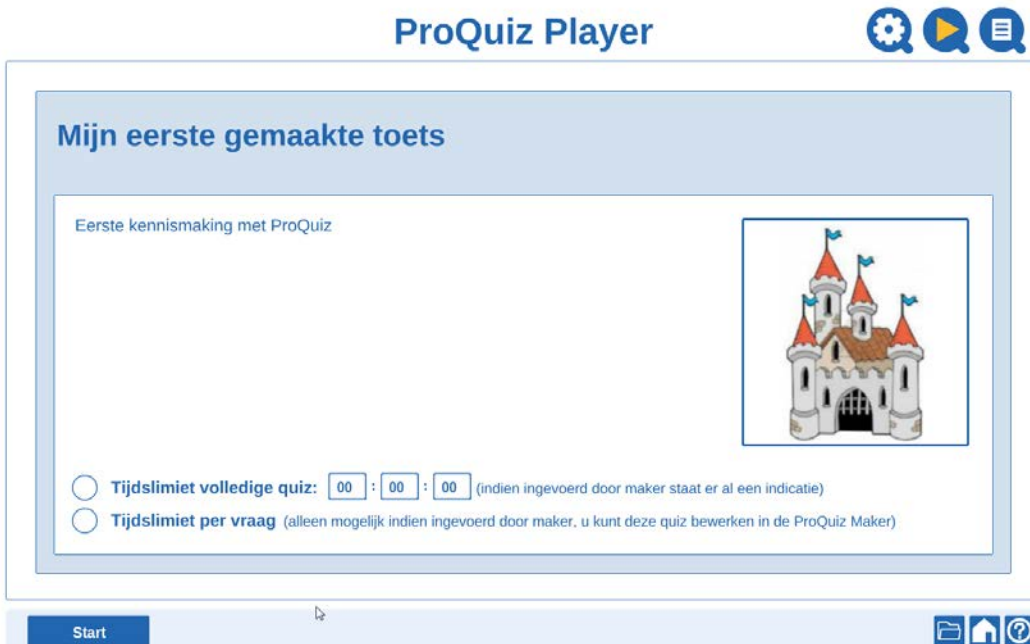 ProQuiz Player
Mijn eerste gemaakte toets
Eerste kennismaking met ProQuiz
Tijdslimiet volledige quiz: 00 : 00 : 00 (indien ingevoerd door maker staat er al een indicatie)
Tijdslimiet per vraag (alleen mogelijk indien ingevoerd door maker, u kunt deze quiz bewerken in de ProQuiz Maker)
Start